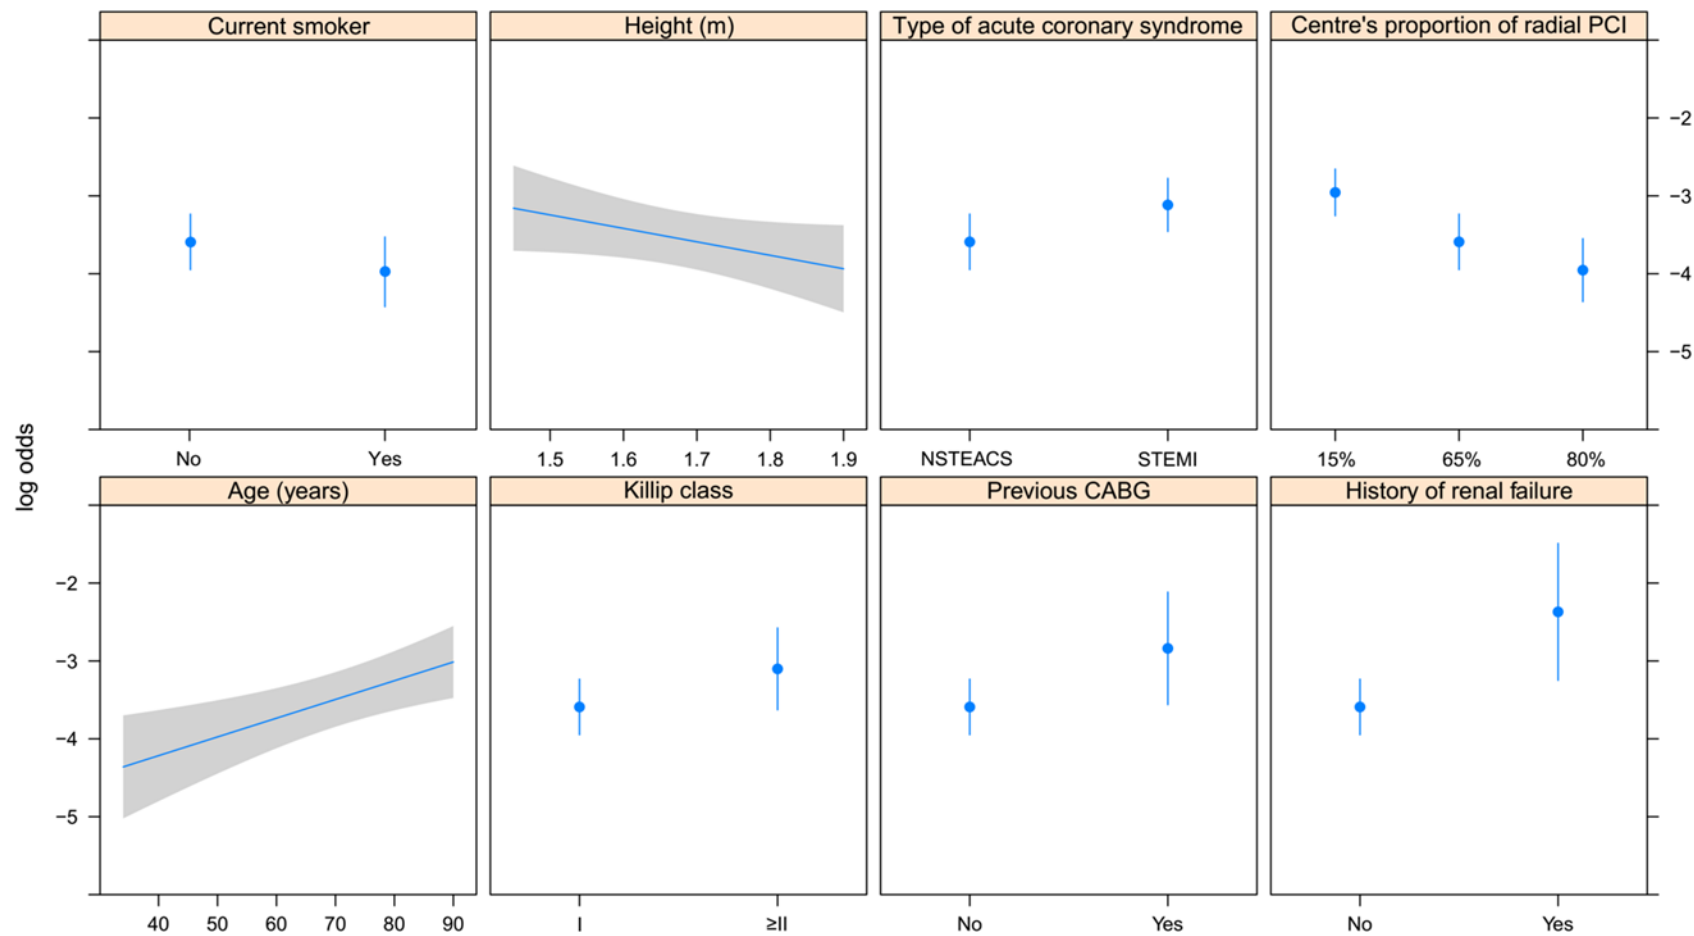 Current smoker
Height (m)
Type of acute coronary syndrome
Centre's proportion of radial PCI
−2
−3
−4
−5
No Yes
1.5 1.6 1.7 1.8 1.9
NSTEACS STEMI
15% 65% 80%
log odds
Age (years)
Killip class
Previous CABG
History of renal failure
−2
−3
−4
−5
40 50 60 70 80 90
I ≥II
No Yes
No Yes